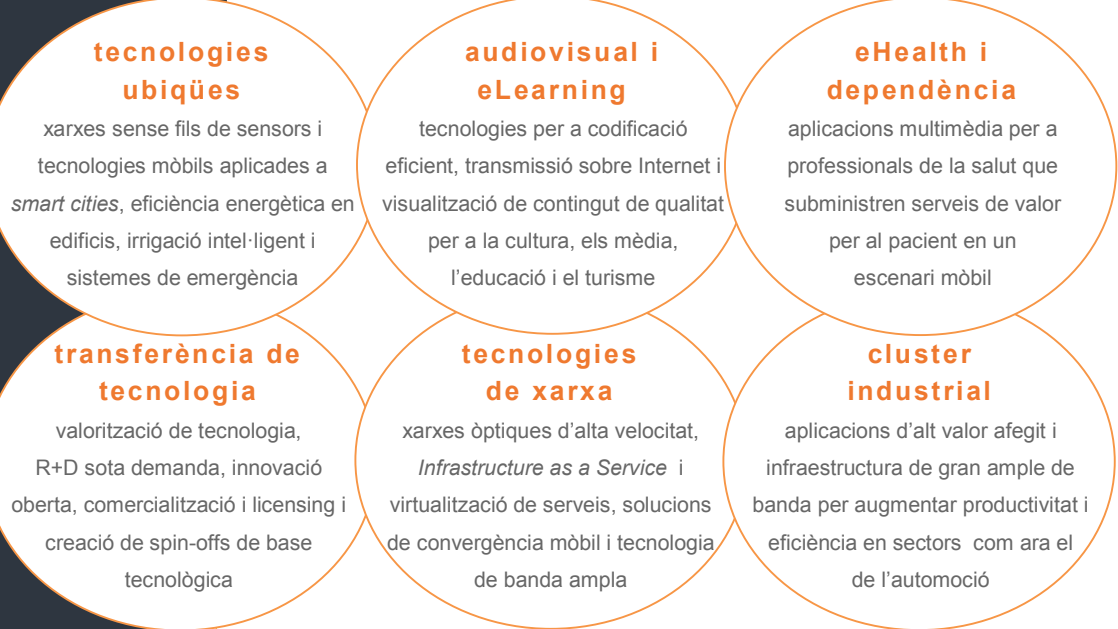 tecnologies
ubiqües
xarxes sense fils de sensors i
tecnologies mòbils aplicades a
smart cities, eficiència energètica en
edificis, irrigació intel·ligent i
sistemes de emergència
audiovisual i
eLearning
tecnologies per a codificació
eficient, transmissió sobre Internet i
visualització de contingut de qualitat
per a la cultura, els mèdia,
l’educació i el turisme
eHealth i
dependència
aplicacions multimèdia per a
professionals de la salut que
subministren serveis de valor
per al pacient en un
escenari mòbil
transferència de
tecnologia
valorització de tecnologia,
R+D sota demanda, innovació
oberta, comercialització i licensing i
creació de spin-offs de base
tecnològica
tecnologies
de xarxa
xarxes òptiques d’alta velocitat,
Infrastructure as a Service i
virtualització de serveis, solucions
de convergència mòbil i tecnologia
de banda ampla
cluster
industrial
aplicacions d’alt valor afegit i
infraestructura de gran ample de
banda per augmentar productivitat i
eficiència en sectors com ara el
de l’automoció